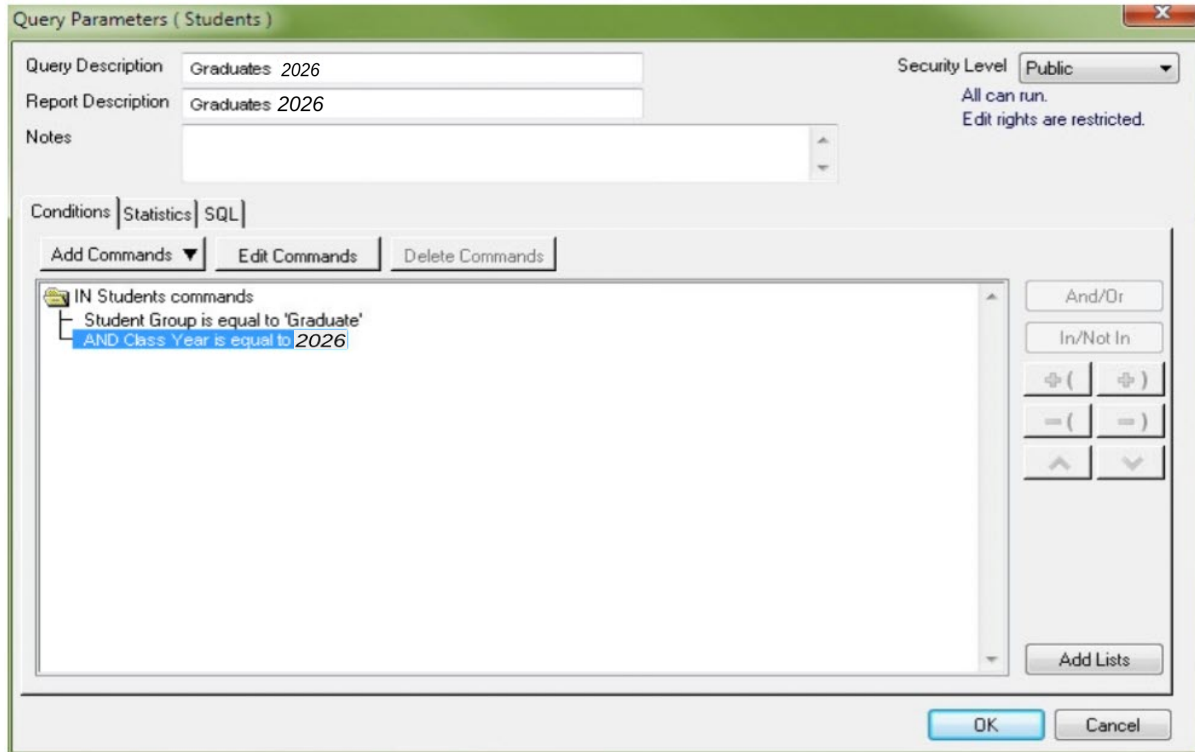 Query Parameters ( Students )
Query Description Graduates 2026 Security Level Public
Report Description Graduates 2026 All can run.
Edit rights are restricted.
Notes
Conditions Statistics SQL
Add Commands Edit Commands Delete Commands
IN Students commands And/Or
Student Group is equal to 'Graduate'
AND Class Year is equal to 2026 In/Not In
( )
( )
Add Lists
OK Cancel